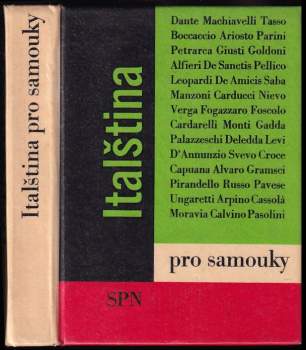 Italština pro samouky
Italština
Dante Machiavelli Tasso
Boccaccio Ariosto Parini
Petrarca Giusti Goldoni
Alfieri De Sanctis Pellico
Leopardi De Amicis Saba
Manzoni Carducci Nievo
Verga Fogazzaro Foscolo
Cardarelli Monti Gadda
Palazzeschi Deledda Levi
D'Annunzio Svevo Croce
Capuana Alvaro Gramsci
Pirandello Russo Pavese
Ungaretti Arpino Cassolá
Moravia Calvino Pasolini
pro samouky
SPN